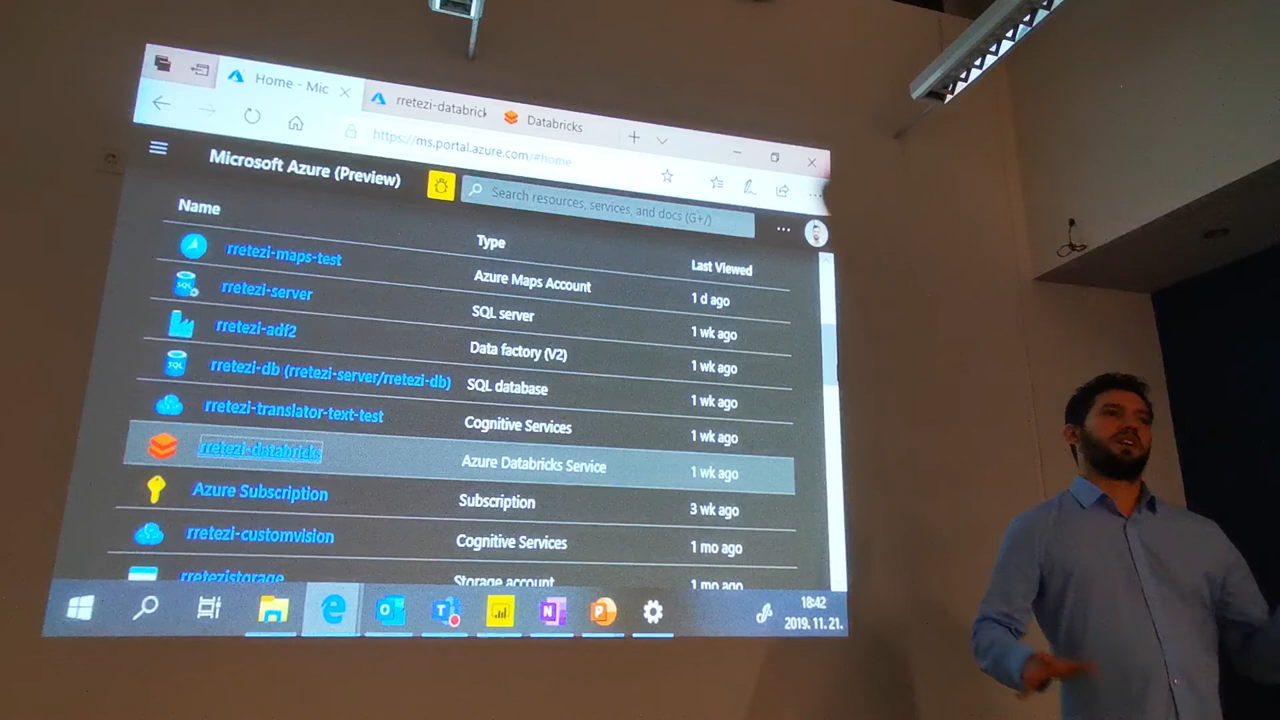 Home - Mic
rretezi-databrick
Databricks
https://ms.portal.azure.com/#home
Microsoft Azure (Preview)
Search resources, services, and docs (G+/)
Name Type Last Viewed
rretezi-maps-test Azure Maps Account 1 d ago
rretezi-server SQL server 1 wk ago
rretezi-adf2 Data factory (V2) 1 wk ago
rretezi-db (rretezi-server/rretezi-db) SQL database 1 wk ago
rretezi-translator-text-test Cognitive Services 1 wk ago
rretezi-databricks Azure Databricks Service 1 wk ago
Azure Subscription Subscription 3 wk ago
rretezi-customvision Cognitive Services 1 mo ago
rretezistorage Storage account 1 mo ago
18:42
2019. 11. 21.